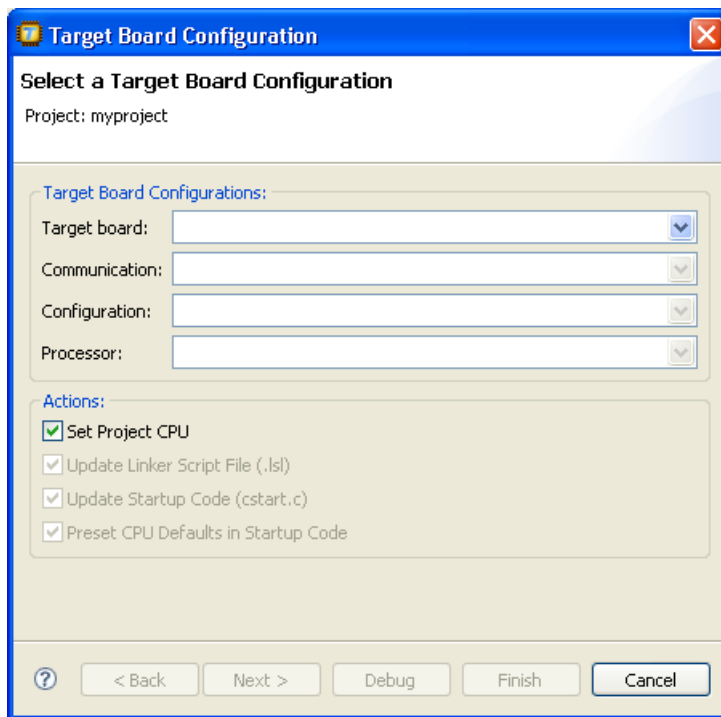 Target Board Configuration
Select a Target Board Configuration
Project: myproject
Target Board Configurations:
Target board:
Communication:
Configuration:
Processor:
Actions:
Set Project CPU
Update Linker Script File (.lsl)
Update Startup Code (cstart.c)
Preset CPU Defaults in Startup Code
? < Back Next > Debug Finish Cancel